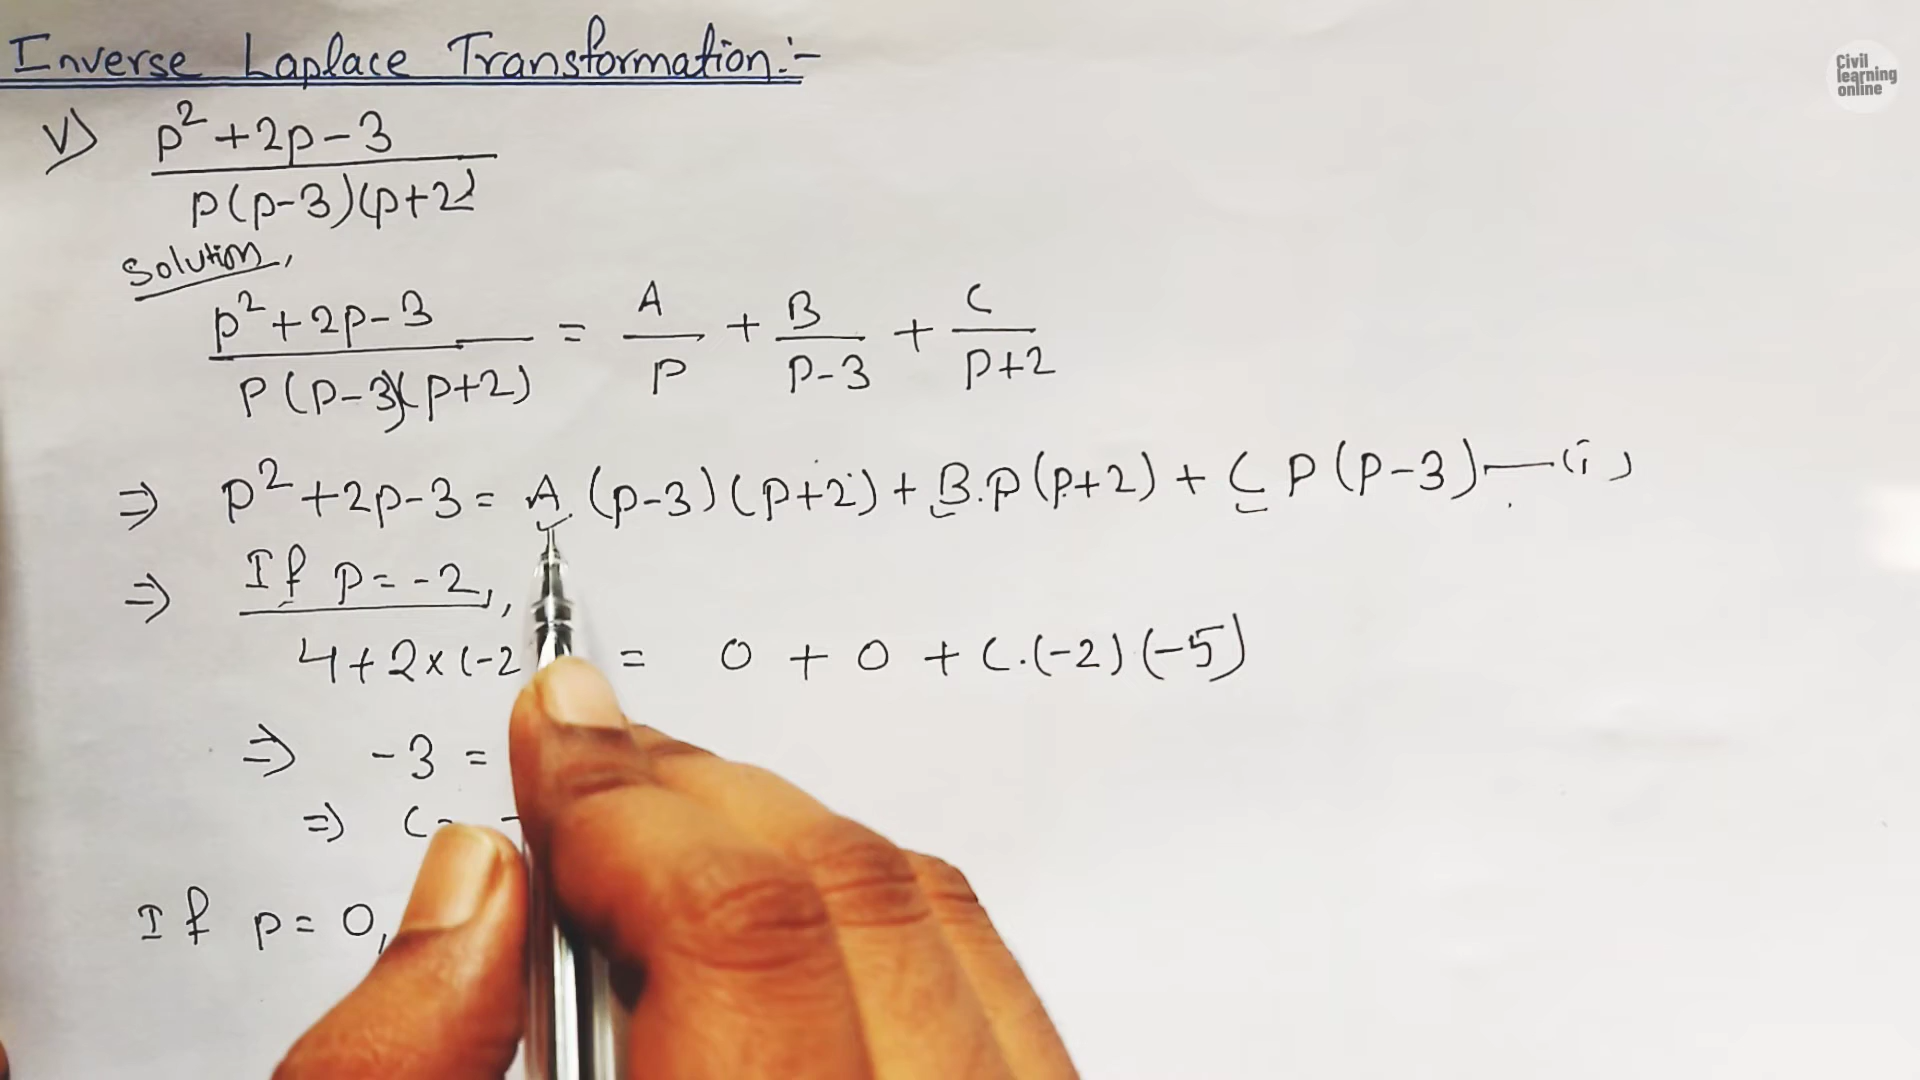 Inverse Laplace Transformation:-
Civil learning online
V) p²+2p-3
p(p-3)(p+2)
Solution,
p²+2p-3 = A + B + C
P(p-3)(p+2) P P-3 P+2
⇒ p²+2p-3 = A.(p-3)(p+2) + B.p(p+2) + C P(P-3) —(i)
⇒ If p=-2,
4+2×(-2 = 0 + 0 + C.(-2)(-5)
⇒ -3 =
⇒ C= -
If p=0,